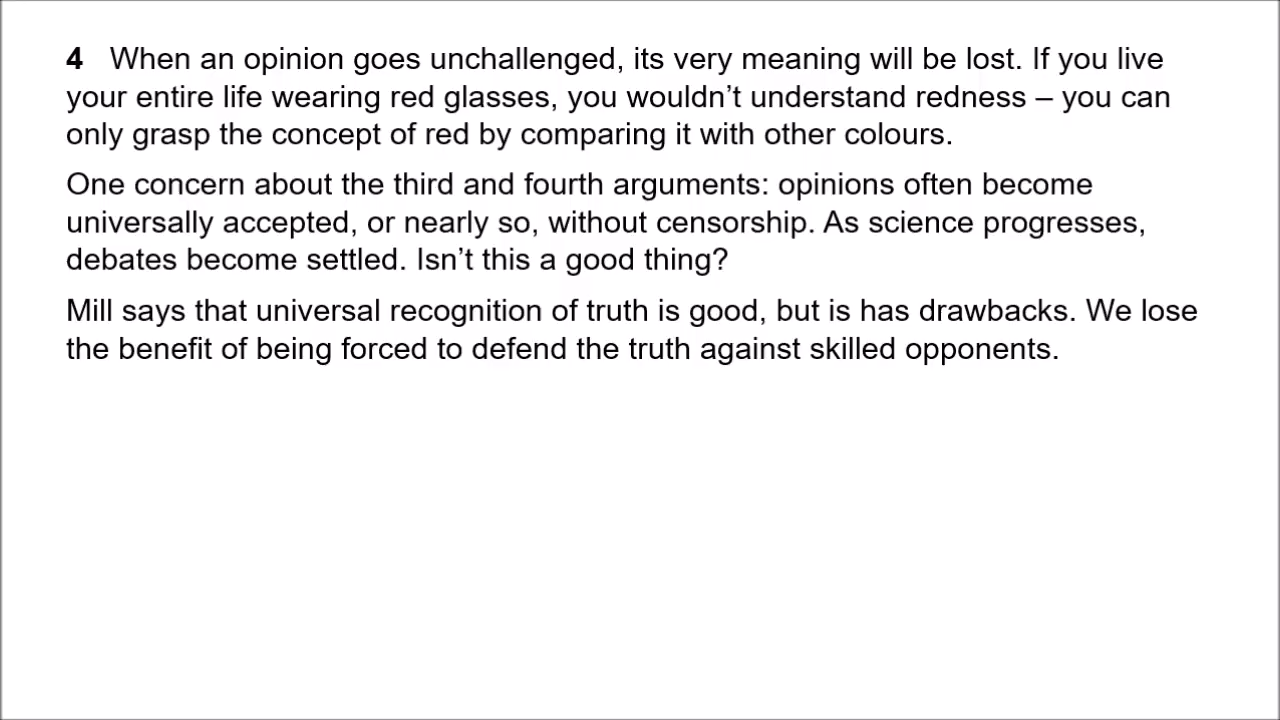 4 When an opinion goes unchallenged, its very meaning will be lost. If you live
your entire life wearing red glasses, you wouldn’t understand redness – you can
only grasp the concept of red by comparing it with other colours.
One concern about the third and fourth arguments: opinions often become
universally accepted, or nearly so, without censorship. As science progresses,
debates become settled. Isn’t this a good thing?
Mill says that universal recognition of truth is good, but is has drawbacks. We lose
the benefit of being forced to defend the truth against skilled opponents.